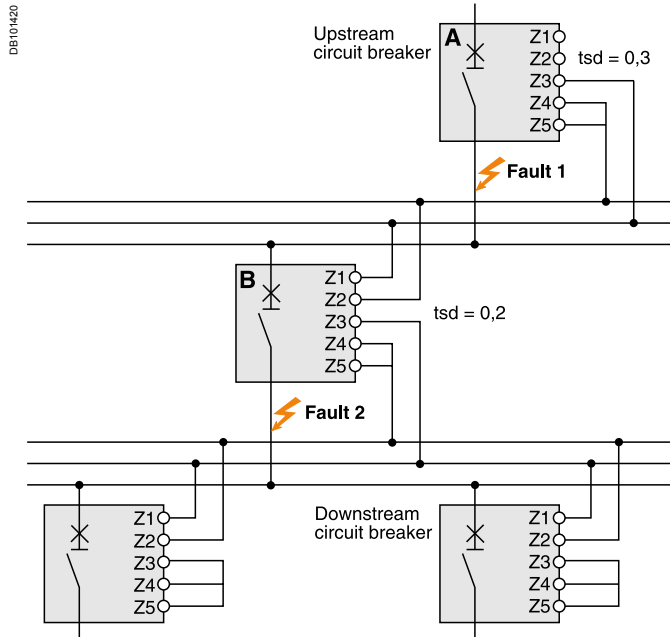 DB101420
Upstream
circuit breaker
A
Z1
Z2
Z3
Z4
Z5
tsd = 0,3
Fault 1
B
Z1
Z2
Z3
Z4
Z5
tsd = 0,2
Fault 2
Z1
Z2
Z3
Z4
Z5
Downstream
circuit breaker
Z1
Z2
Z3
Z4
Z5